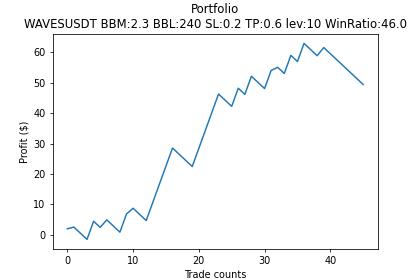 Portfolio
WAVESUSDT BBM:2.3 BBL:240 SL:0.2 TP:0.6 lev:10 WinRatio:46.0
60
50
40
30
20
10
0
Profit ($)
0 10 20 30 40
Trade counts